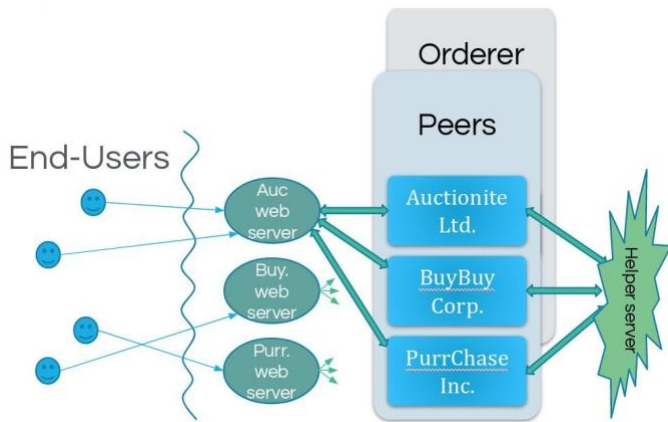 Orderer
Peers
End-Users
Auc
web
server
Auctionite
Ltd.
Buy.
web
server
BuyBuy
Corp.
Helper server
Purr.
web
server
PurrChase
Inc.